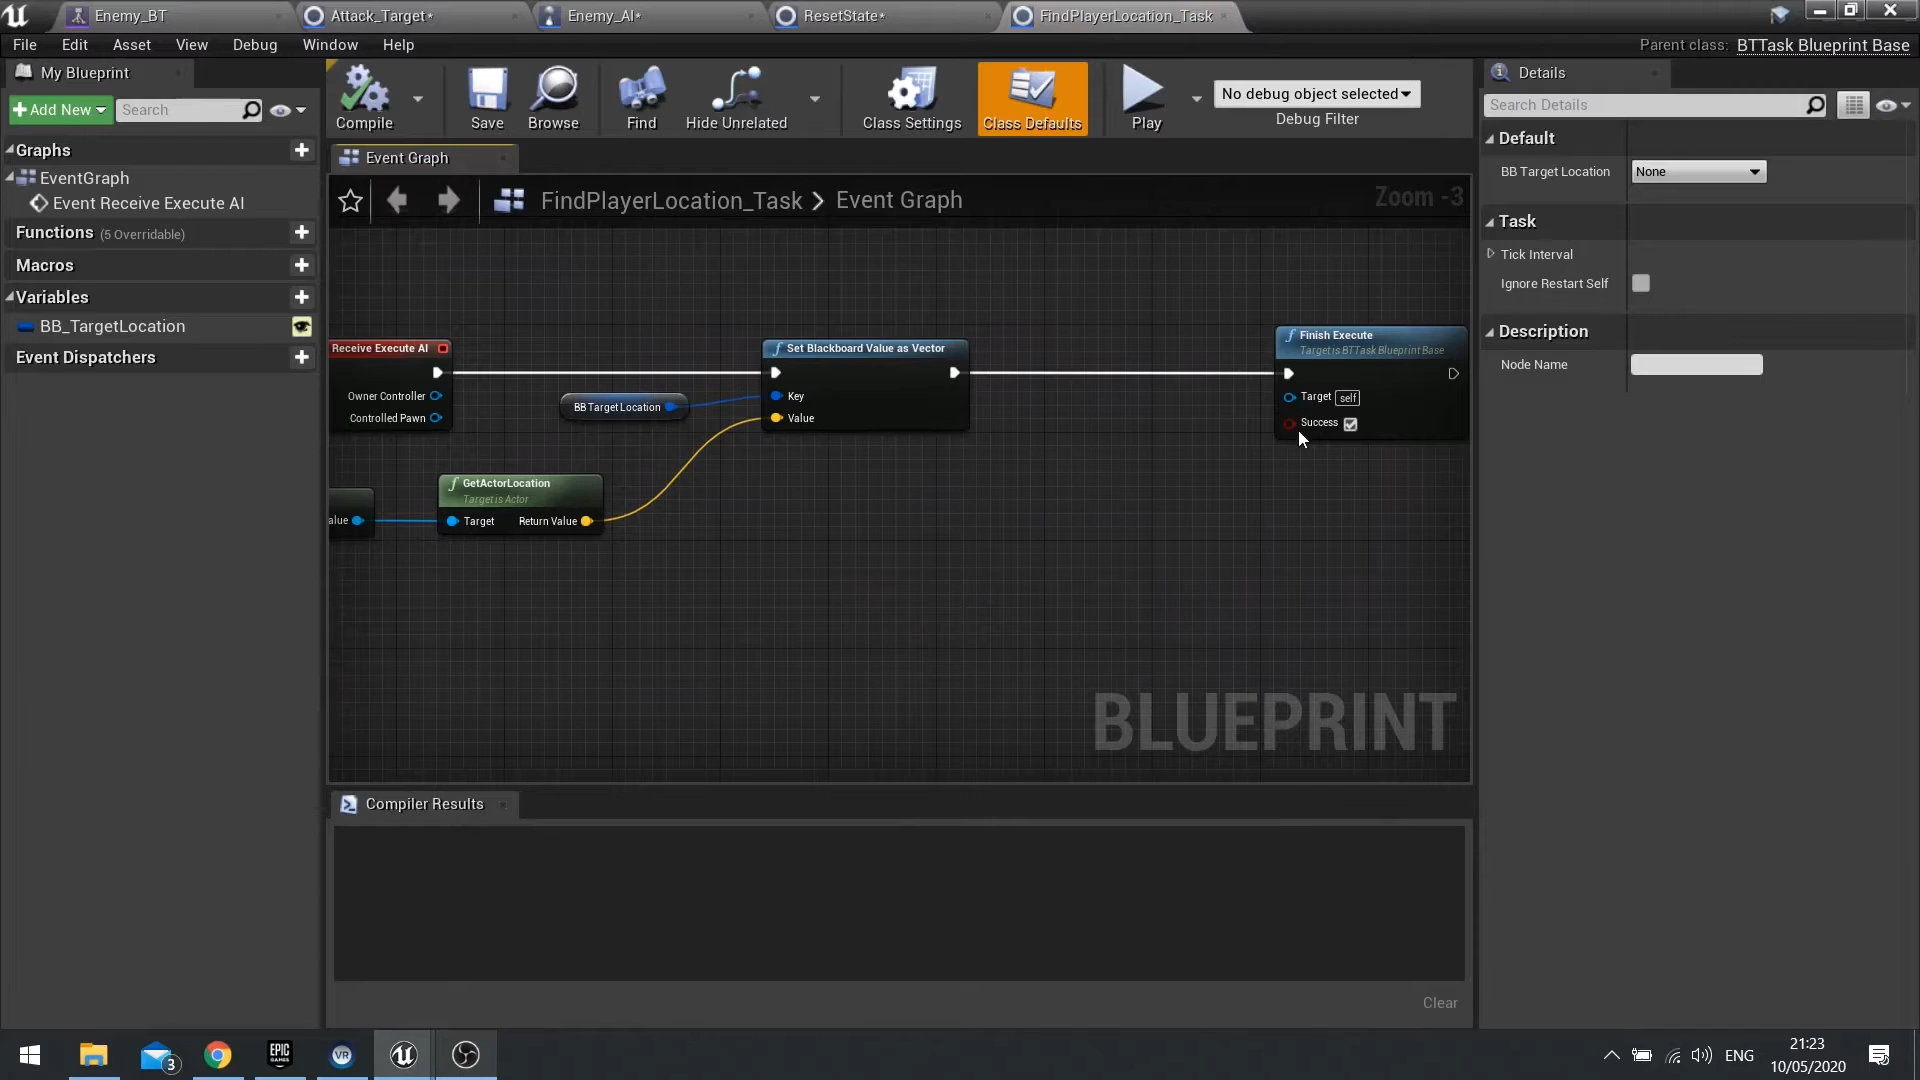 Enemy_BT
Attack_Target*
Enemy_AI*
ResetState*
FindPlayerLocation_Task
File Edit Asset View Debug Window Help
Parent class: BTTask Blueprint Base
My Blueprint
Add New
Search
Graphs
EventGraph
Event Receive Execute AI
Functions (5 Overridable)
Macros
Variables
BB_TargetLocation
Event Dispatchers
Compile
Save
Browse
Find
Hide Unrelated
Class Settings
Class Defaults
Play
No debug object selected
Debug Filter
Event Graph
FindPlayerLocation_Task > Event Graph
Zoom -3
Receive Execute AI
Owner Controller
Controlled Pawn
BB Target Location
Set Blackboard Value as Vector
Key
Value
Finish Execute
Target is BTTask Blueprint Base
Target self
Success
alue
GetActorLocation
Target is Actor
Target Return Value
BLUEPRINT
Compiler Results
Clear
Details
Search Details
Default
BB Target Location None
Task
Tick Interval
Ignore Restart Self
Description
Node Name
3
EPIC
GAMES
VR
ENG
21:23
10/05/2020